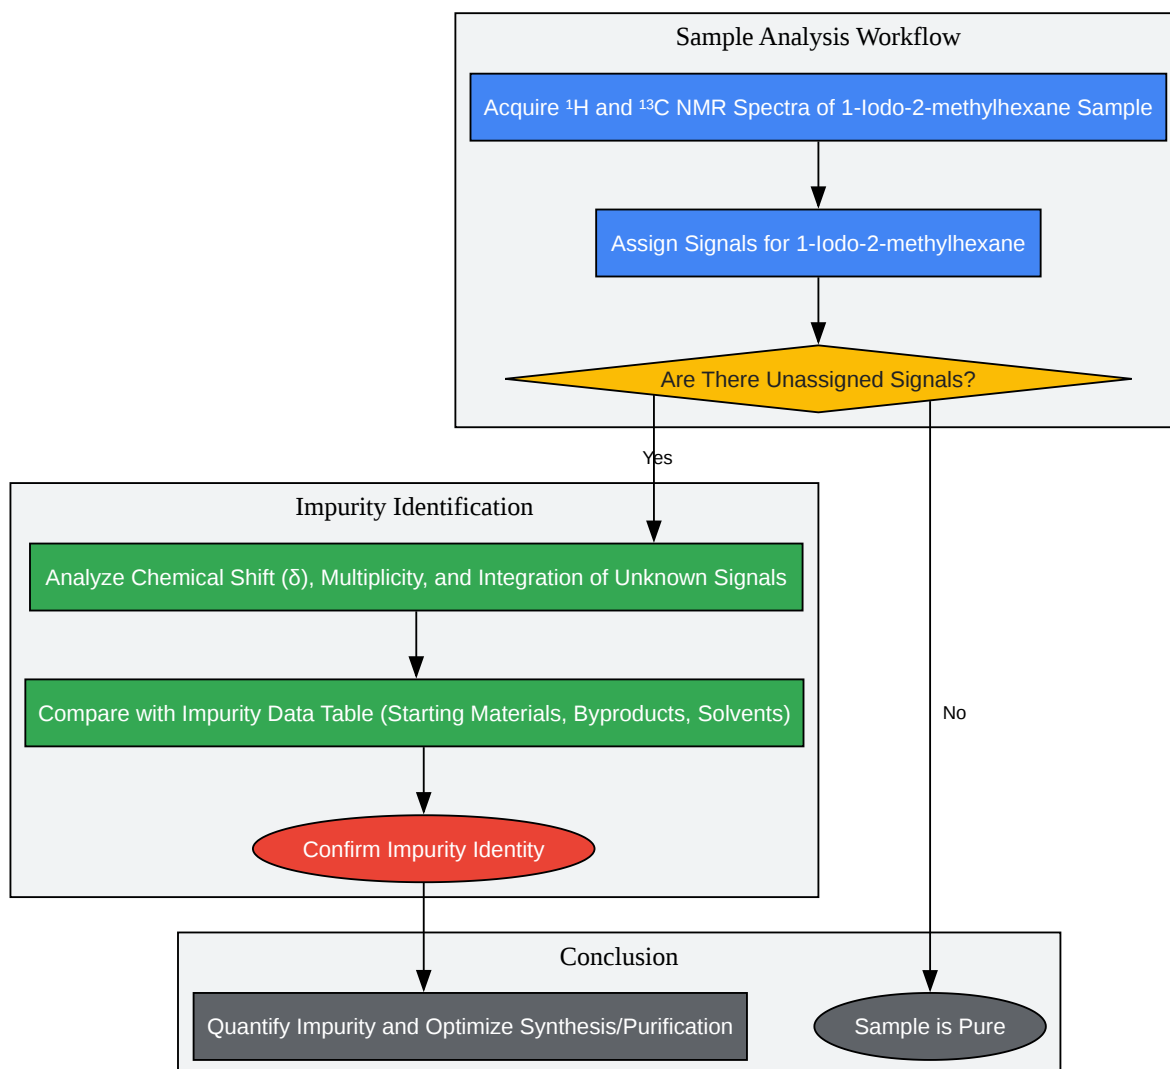 Sample Analysis Workflow
Acquire ¹H and ¹³C NMR Spectra of 1-Iodo-2-methylhexane Sample
Assign Signals for 1-Iodo-2-methylhexane
Are There Unassigned Signals?
Yes
Impurity Identification
Analyze Chemical Shift (δ), Multiplicity, and Integration of Unknown Signals
Compare with Impurity Data Table (Starting Materials, Byproducts, Solvents)
No
Confirm Impurity Identity
Conclusion
Quantify Impurity and Optimize Synthesis/Purification
Sample is Pure